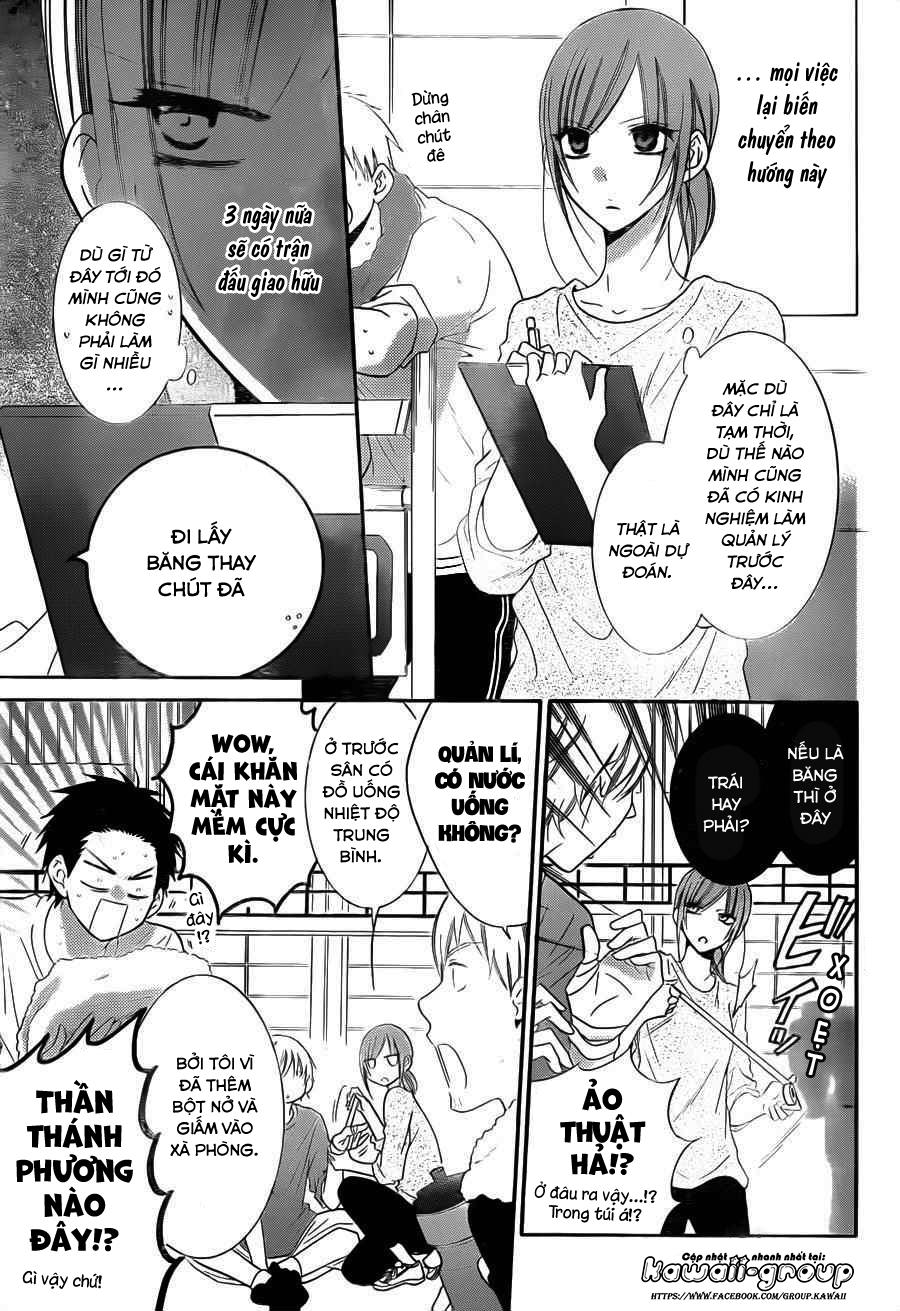 ... mọi việc
lại biến
chuyển theo
hướng này
Dừng
chân
chút
đê
3 ngày nữa
sẽ có trận
đấu giao hữu
DÙ GÌ TỪ
ĐÂY TỚI ĐÓ
MÌNH CŨNG
KHÔNG
PHẢI LÀM
GÌ NHIỀU
...
MẶC DÙ
ĐÂY CHỈ LÀ
TẠM THỜI,
DÙ THẾ NÀO
MÌNH CŨNG
ĐÃ CÓ KINH
NGHIỆM LÀM
QUẢN LÝ
TRƯỚC
ĐÂY...
THẬT LÀ
NGOÀI DỰ
ĐOÁN.
ĐI LẤY
BĂNG THAY
CHÚT ĐÃ
NẾU LÀ
BĂNG
THÌ Ở
ĐÂY
TRÁI
HAY
PHẢI?
ビイッ
XOẸT
ẢO
THUẬT
HẢ!?
Ở đâu ra vậy...!?
Trong túi á!?
QUẢN LÍ,
CÓ NƯỚC
UỐNG
KHÔNG?
Ở TRƯỚC
SÂN CÓ
ĐỒ UỐNG
NHIỆT ĐỘ
TRUNG
BÌNH.
WOW,
CÁI KHĂN
MẶT NÀY
MỀM CỰC
KÌ.
Gì
đây
!?
BỞI TÔI VÌ
ĐÃ THÊM
BỘT NỞ VÀ
GIẤM VÀO
XÀ PHÒNG.
THẦN
THÁNH
PHƯƠNG
NÀO
ĐÂY!?
Gì vậy chứ!
Cập nhật nhanh nhất tại:
kawaii-group
HTTPS://WWW.FACEBOOK.COM/GROUP.KAWAII